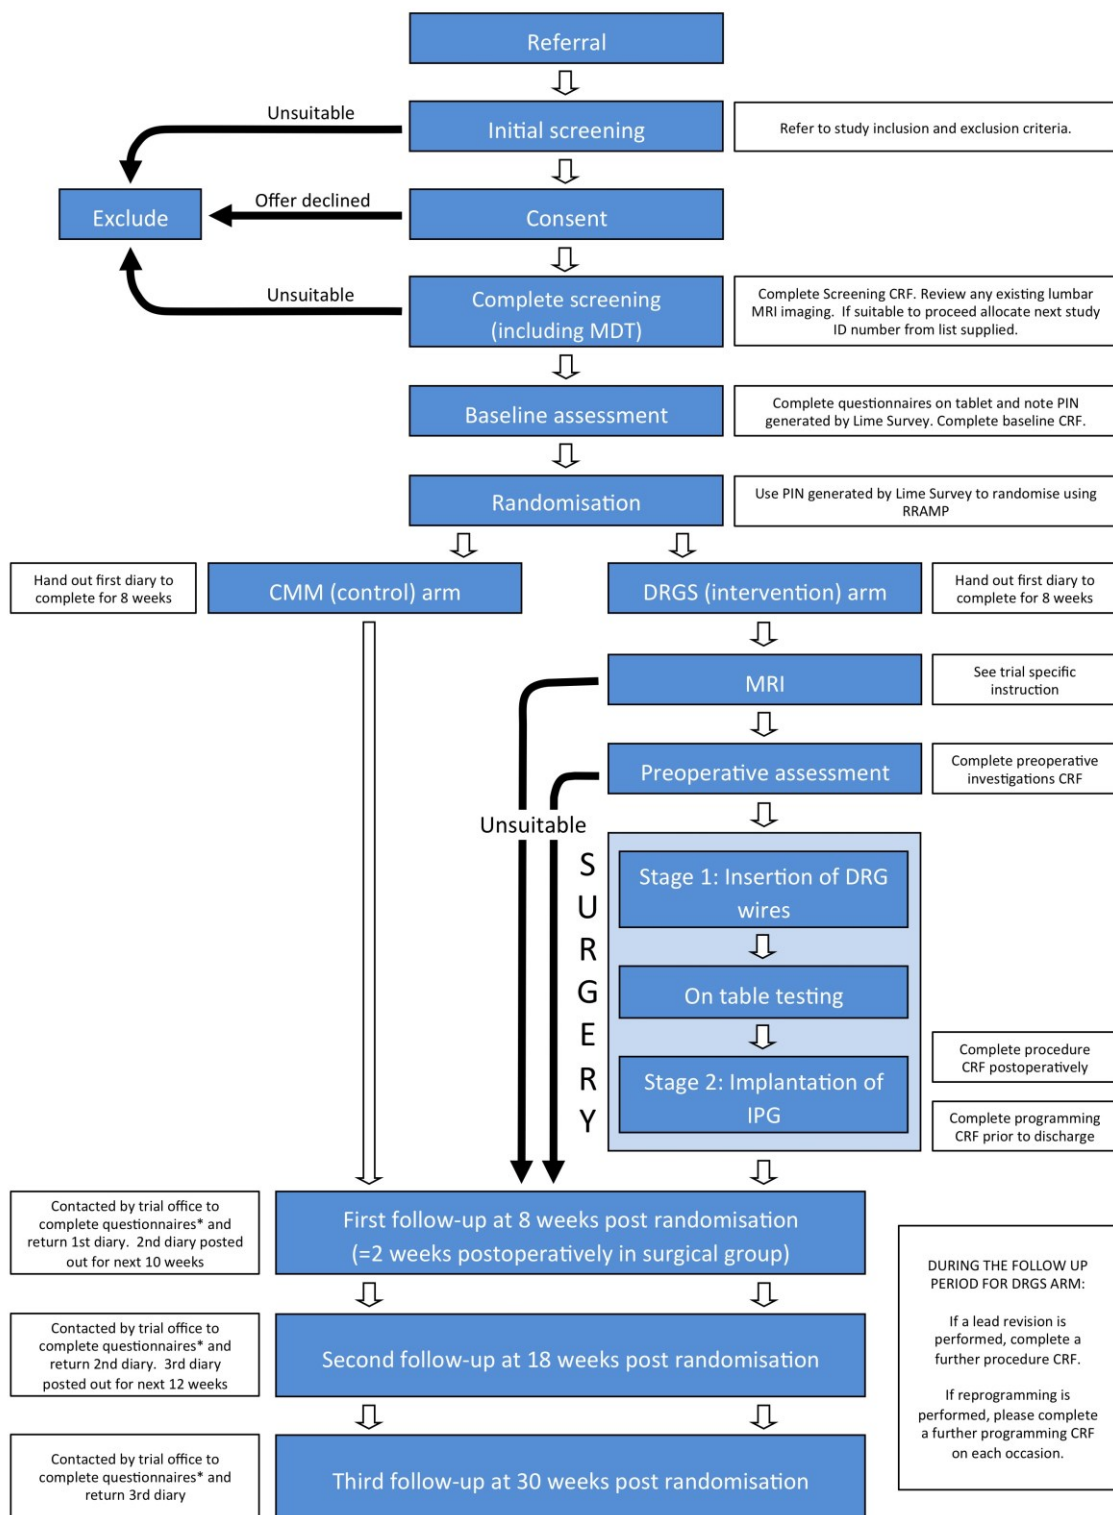 Referral
Unsuitable
Initial screening
Refer to study inclusion and exclusion criteria.
Exclude
Offer declined
Consent
Unsuitable
Complete screening
(including MDT)
Complete Screening CRF. Review any existing lumbar
MRI imaging.  If suitable to proceed allocate next study
ID number from list supplied.
Baseline assessment
Complete questionnaires on tablet and note PIN
generated by Lime Survey. Complete baseline CRF.
Randomisation
Use PIN generated by Lime Survey to randomise using
RRAMP
Hand out first diary to
complete for 8 weeks
CMM (control) arm
DRGS (intervention) arm
Hand out first diary to
complete for 8 weeks
MRI
See trial specific
instruction
Preoperative assessment
Complete preoperative
investigations CRF
Unsuitable
SURGERY
Stage 1: Insertion of DRG
wires
On table testing
Stage 2: Implantation of
IPG
Complete procedure
CRF postoperatively
Complete programming
CRF prior to discharge
Contacted by trial office to
complete questionnaires* and
return 1st diary.  2nd diary posted
out for next 10 weeks
First follow-up at 8 weeks post randomisation
(=2 weeks postoperatively in surgical group)
Contacted by trial office to
complete questionnaires* and
return 2nd diary.  3rd diary
posted out for next 12 weeks
Second follow-up at 18 weeks post randomisation
Contacted by trial office to
complete questionnaires* and
return 3rd diary
Third follow-up at 30 weeks post randomisation
DURING THE FOLLOW UP
PERIOD FOR DRGS ARM:
If a lead revision is
performed, complete a
further procedure CRF.
If reprogramming is
performed, please complete
a further programming CRF
on each occasion.